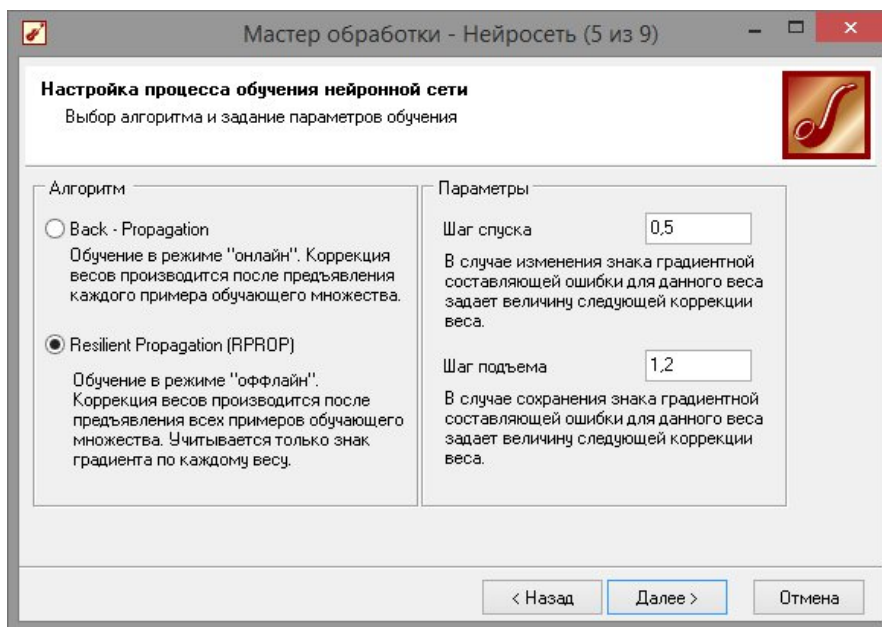 Мастер обработки - Нейросеть (5 из 9)
Настройка процесса обучения нейронной сети
Выбор алгоритма и задание параметров обучения
Алгоритм
Back - Propagation
Обучение в режиме "онлайн". Коррекция
весов производится после предъявления
каждого примера обучающего множества.
Resilient Propagation (RPROP)
Обучение в режиме "оффлайн".
Коррекция весов производится после
предъявления всех примеров обучающего
множества. Учитывается только знак
градиента по каждому весу.
Параметры
Шаг спуска 0,5
В случае изменения знака градиентной
составляющей ошибки для данного веса
задает величину следующей коррекции
веса.
Шаг подъема 1,2
В случае сохранения знака градиентной
составляющей ошибки для данного веса
задает величину следующей коррекции
веса.
< Назад Далее > Отмена